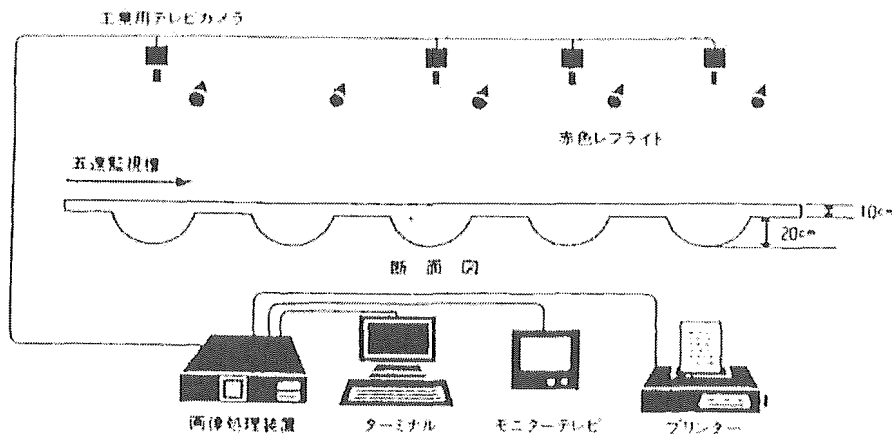 工業用テレビカメラ
赤色レフライト
五連監視槽
10cm
20cm
断面図
画像処理装置
ターミナル
モニターテレビ
プリンター